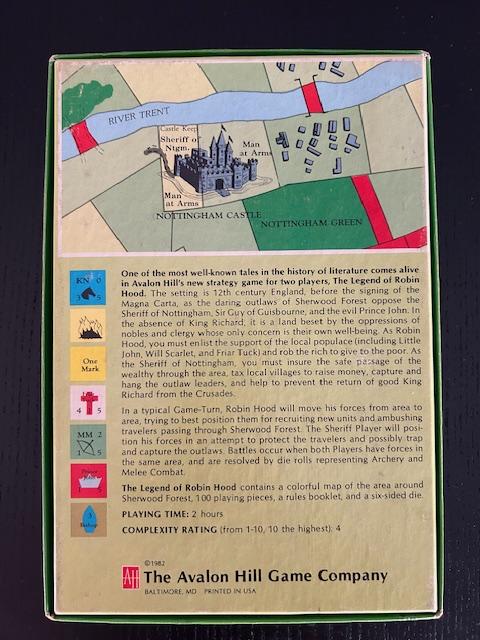 RIVER TRENT
Castle Keep
Sheriff o
Ntgm.
Man
at Arms
Man
at Arms
NOTTINGHAM CASTLE
NOTTINGHAM GREEN
KN 6
3 5
One
Mark
4 5
MM 2
1 5
Prince
John
1 5
3
Bishop
One of the most well-known tales in the history of literature comes alive
in Avalon Hill's new strategy game for two players, The Legend of Robin
Hood. The setting is 12th century England, before the signing of the
Magna Carta, as the daring outlaws of Sherwood Forest oppose the
Sheriff of Nottingham, Sir Guy of Guisbourne, and the evil Prince John. In
the absence of King Richard, it is a land beset by the oppressions of
nobles and clergy whose only concern is their own well-being. As Robin
Hood, you must enlist the support of the local populace (including Little
John, Will Scarlet, and Friar Tuck) and rob the rich to give to the poor. As
the Sheriff of Nottingham, you must insure the safe passage of the
wealthy through the area, tax local villages to raise money, capture and
hang the outlaw leaders, and help to prevent the return of good King
Richard from the Crusades.
In a typical Game-Turn, Robin Hood will move his forces from area to
area, trying to best position them for recruiting new units and ambushing
travelers passing through Sherwood Forest. The Sheriff Player will posi-
tion his forces in an attempt to protect the travelers and possibly trap
and capture the outlaws. Battles occur when both Players have forces in
the same area, and are resolved by die rolls representing Archery and
Melee Combat.
The Legend of Robin Hood contains a colorful map of the area around
Sherwood Forest, 100 playing pieces, a rules booklet, and a six-sided die.
PLAYING TIME: 2 hours
COMPLEXITY RATING (from 1-10, 10 the highest): 4
©1982
AH The Avalon Hill Game Company
BALTIMORE, MD PRINTED IN USA